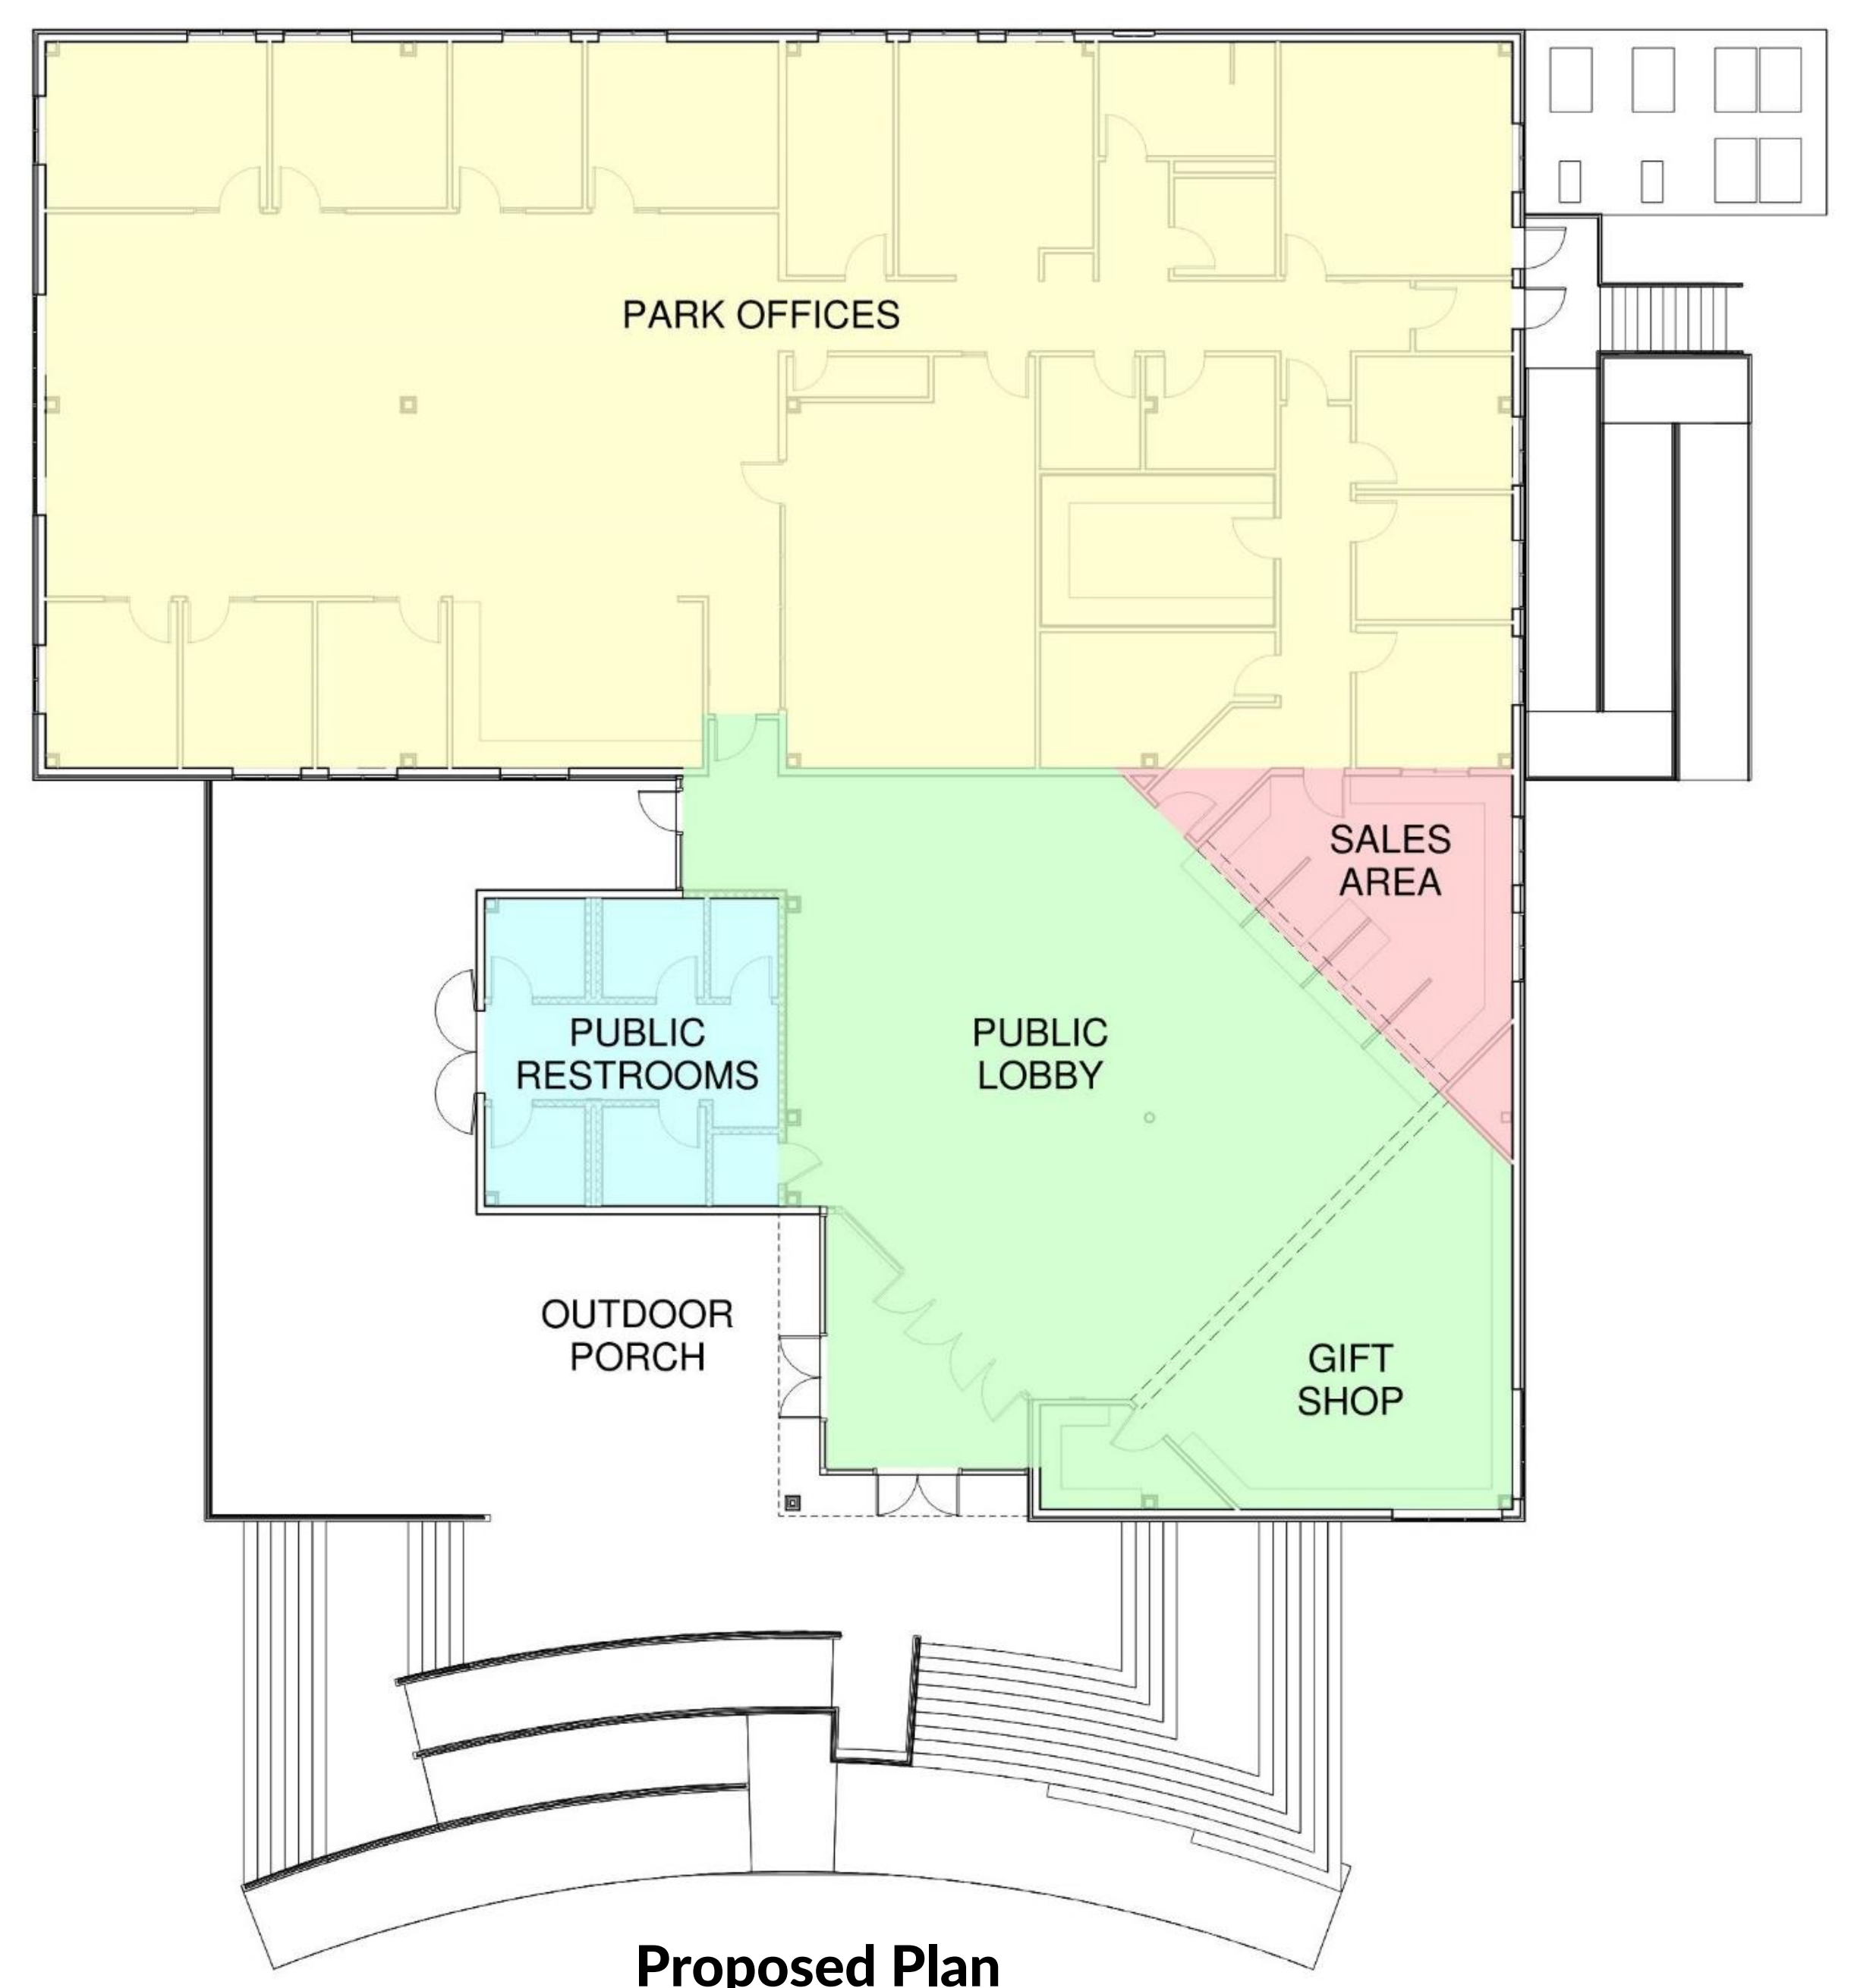 PARK OFFICES
SALES
AREA
PUBLIC
RESTROOMS
PUBLIC
LOBBY
OUTDOOR
PORCH
GIFT
SHOP
Proposed Plan